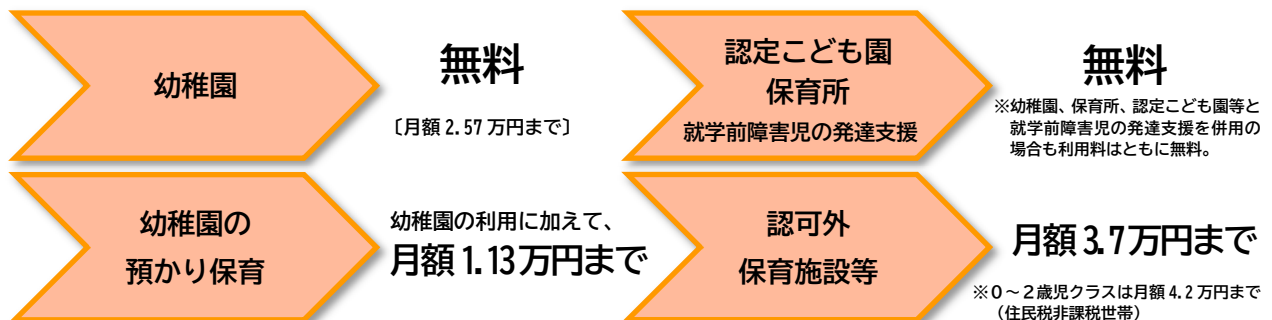 幼稚園
無料
〔月額 2.57 万円まで〕
認定こども園
保育所
就学前障害児の発達支援
無料
※幼稚園、保育所、認定こども園等と
就学前障害児の発達支援を併用の
場合も利用料はともに無料。
幼稚園の
預かり保育
幼稚園の利用に加えて、
月額 1.13 万円まで
認可外
保育施設等
月額 3.7 万円まで
※0～2歳児クラスは月額 4.2 万円まで
(住民税非課税世帯)